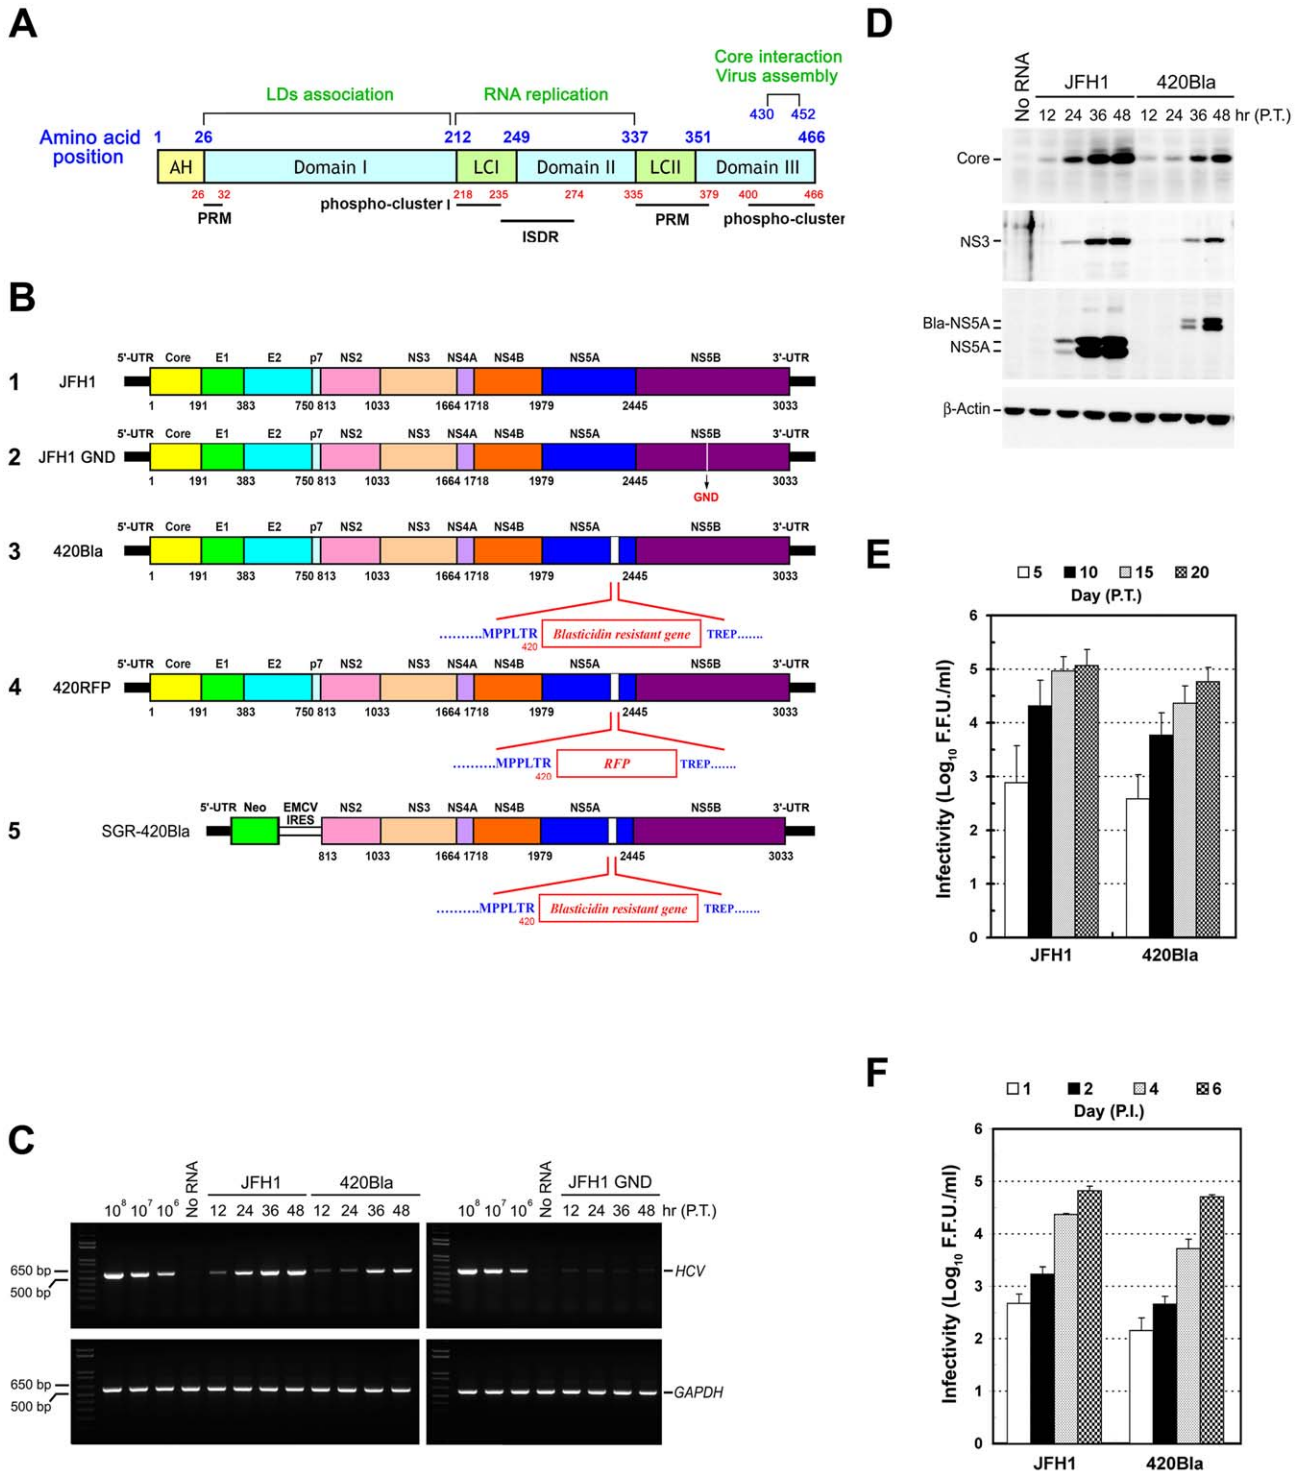 A
Core interaction
Virus assembly
LDs association
RNA replication
430 452
Amino acid
position
1 26 212 249 337 351 466
AH Domain I LCI Domain II LCII Domain III
26 32 218 235 274 335 379 400 466
PRM phospho-cluster I ISDR PRM phospho-cluster
B
5'-UTR Core E1 E2 p7 NS2 NS3 NS4A NS4B NS5A NS5B 3'-UTR
1 JFH1
1 191 383 750 813 1033 1664 1718 1979 2445 3033
5'-UTR Core E1 E2 p7 NS2 NS3 NS4A NS4B NS5A NS5B 3'-UTR
2 JFH1 GND
1 191 383 750 813 1033 1664 1718 1979 2445 3033
GND
5'-UTR Core E1 E2 p7 NS2 NS3 NS4A NS4B NS5A NS5B 3'-UTR
3 420Bla
1 191 383 750 813 1033 1664 1718 1979 2445 3033
..........MPPLTR Blasticidin resistant gene TREP.......
420
5'-UTR Core E1 E2 p7 NS2 NS3 NS4A NS4B NS5A NS5B 3'-UTR
4 420RFP
1 191 383 750 813 1033 1664 1718 1979 2445 3033
..........MPPLTR RFP TREP.......
420
5'-UTR Neo EMCV IRES NS2 NS3 NS4A NS4B NS5A NS5B 3'-UTR
5 SGR-420Bla
813 1033 1664 1718 1979 2445 3033
..........MPPLTR Blasticidin resistant gene TREP.......
420
C
JFH1 420Bla JFH1 GND
10⁸ 10⁷ 10⁶ No RNA 12 24 36 48 12 24 36 48 10⁸ 10⁷ 10⁶ No RNA 12 24 36 48 hr (P.T.)
650 bp HCV
500 bp
650 bp GAPDH
500 bp
D
No RNA JFH1 420Bla
12 24 36 48 12 24 36 48 hr (P.T.)
Core
NS3
Bla-NS5A
NS5A
β-Actin
E
5 10 15 20
Day (P.T.)
Infectivity (Log₁₀ F.F.U./ml)
6
5
4
3
2
1
0
JFH1 420Bla
F
1 2 4 6
Day (P.I.)
Infectivity (Log₁₀ F.F.U./ml)
6
5
4
3
2
1
0
JFH1 420Bla